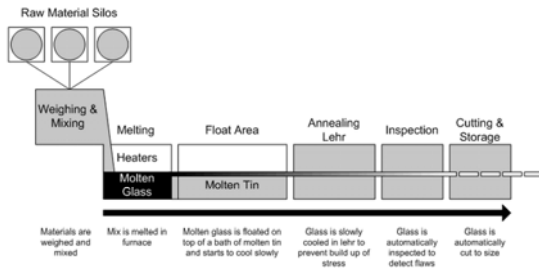 Raw Material Silos
Weighing &
Mixing
Melting
Float Area
Annealing
Lehr
Inspection
Cutting &
Storage
Heaters
Molten
Glass
Molten Tin
Materials are
weighed and
mixed
Mix is melted in
furnace
Molten glass is floated on
top of a bath of molten tin
and starts to cool slowly
Glass is slowly
cooled in lehr to
prevent build up of
stress
Glass is
automatically
inspected to
detect flaws
Glass is
automatically
cut to size